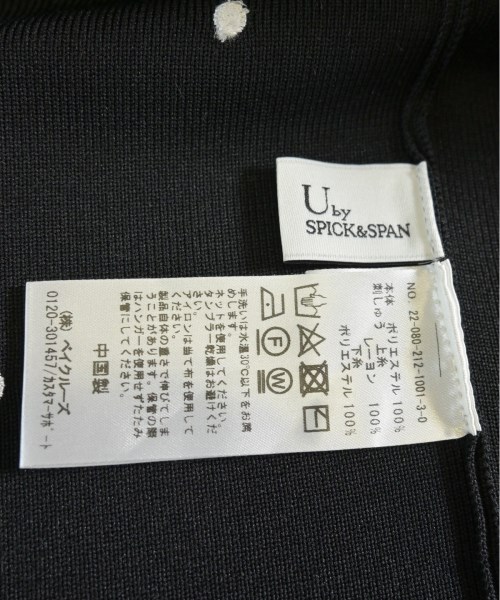 U by
SPICK&SPAN
NO. 22-080-212-1001-3-0
本体 ポリエステル 100%
刺しゅう 上糸
レーヨン 100%
下糸
ポリエステル 100%
手洗いは水温30℃以下をお薦
めします。
ネットを使用してください。
タンブラー乾燥はお避けくだ
さい。
アイロンは当て布を使用して
ください。
製品自体の重さで伸びてしま
うことがあります。保管の際
はハンガーを使用せずたたみ
保管にしてください。
中国製
(株) ベイクルーズ
0120-301457/カスタマーサポート